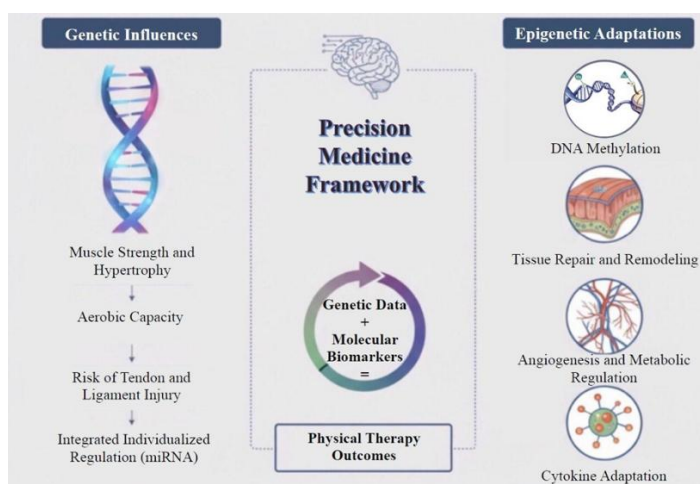 Genetic Influences
Muscle Strength and
Hypertrophy
Aerobic Capacity
Risk of Tendon and
Ligament Injury
Integrated Individualized
Regulation (miRNA)
Precision
Medicine
Framework
Genetic Data
+
Molecular
Biomarkers
=
Physical Therapy
Outcomes
Epigenetic Adaptations
DNA Methylation
Tissue Repair and Remodeling
Angiogenesis and Metabolic
Regulation
Cytokine Adaptation